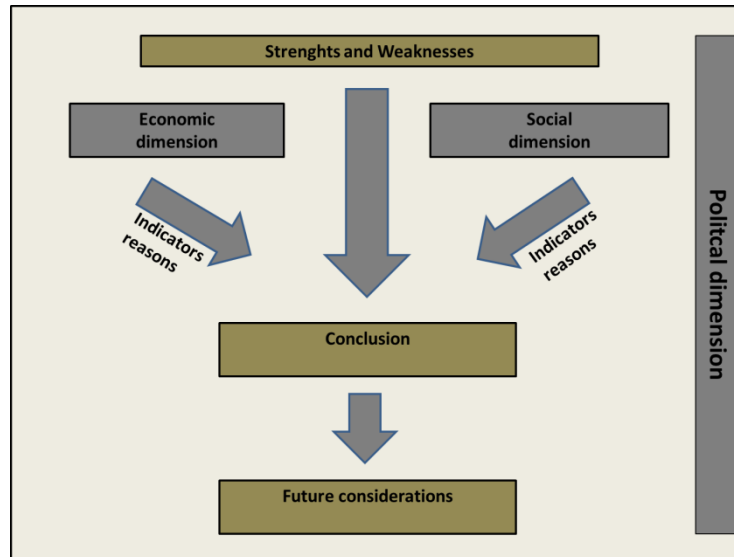 Strenghts and Weaknesses
Economic
dimension
Social
dimension
Indicators
reasons
Indicators
reasons
Conclusion
Future considerations
Politcal dimension